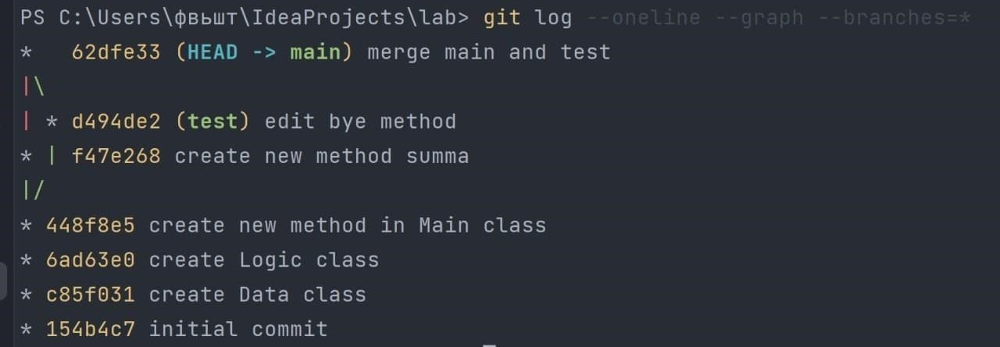 PS C:\Users\фвьшт\IdeaProjects\lab> git log --oneline --graph --branches=*
*   62dfe33 (HEAD -> main) merge main and test
|\
| * d494de2 (test) edit bye method
* | f47e268 create new method summa
|/
* 448f8e5 create new method in Main class
* 6ad63e0 create Logic class
* c85f031 create Data class
* 154b4c7 initial commit